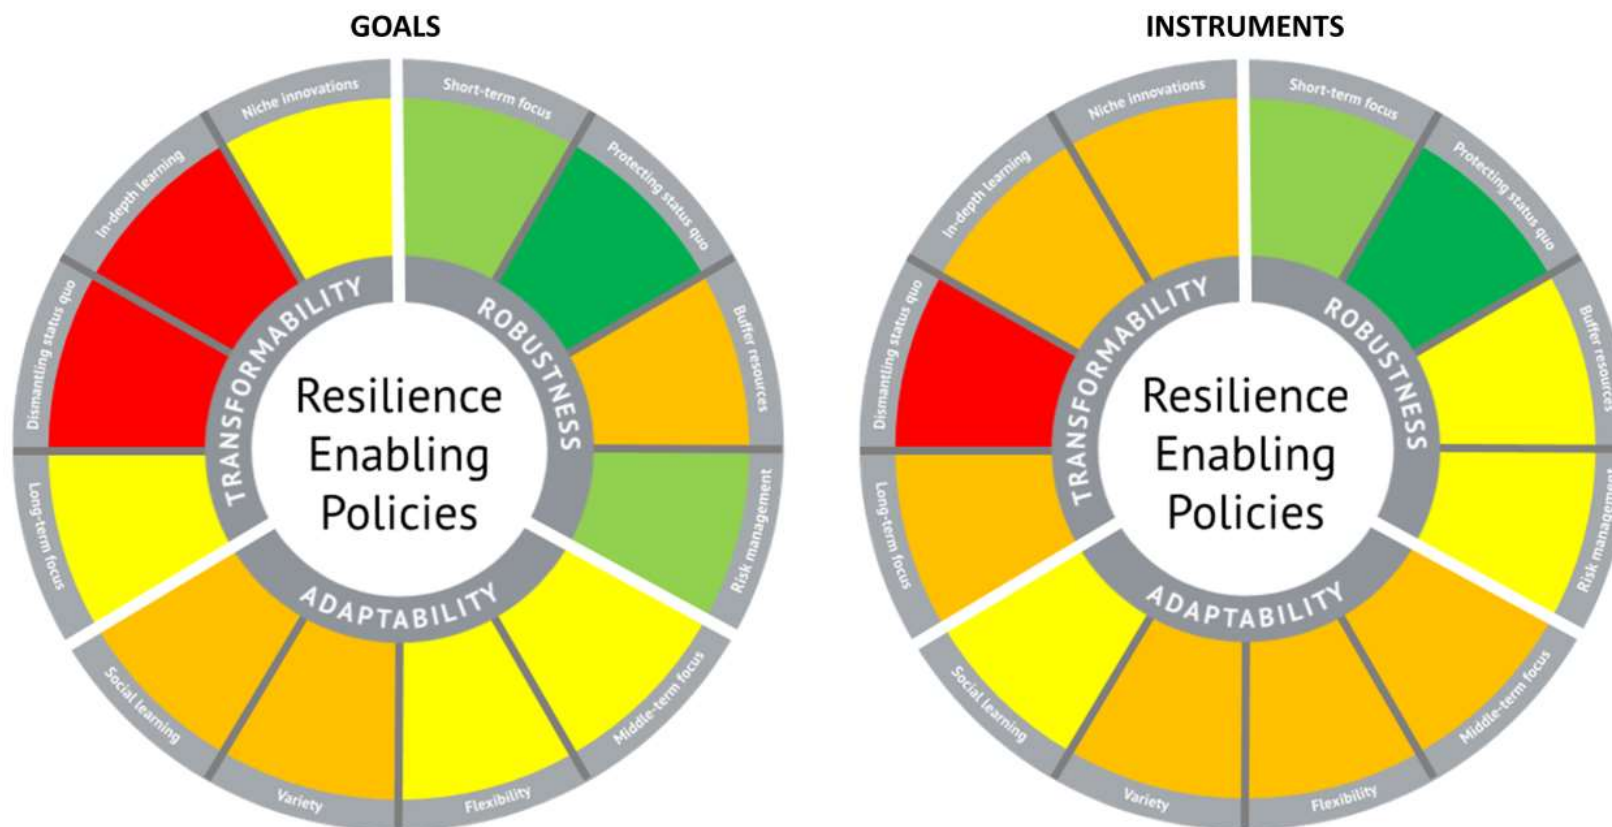 GOALS
Short-term focus
Protecting status quo
Buffer resources
Risk management
Middle-term focus
Flexibility
Variety
Social learning
Long-term focus
Dismantling status quo
In-depth learning
Niche innovations
ROBUSTNESS
ADAPTABILITY
TRANSFORMABILITY
Resilience
Enabling
Policies
INSTRUMENTS
Short-term focus
Protecting status quo
Buffer resources
Risk management
Middle-term focus
Flexibility
Variety
Social learning
Long-term focus
Dismantling status quo
In-depth learning
Niche innovations
ROBUSTNESS
ADAPTABILITY
TRANSFORMABILITY
Resilience
Enabling
Policies